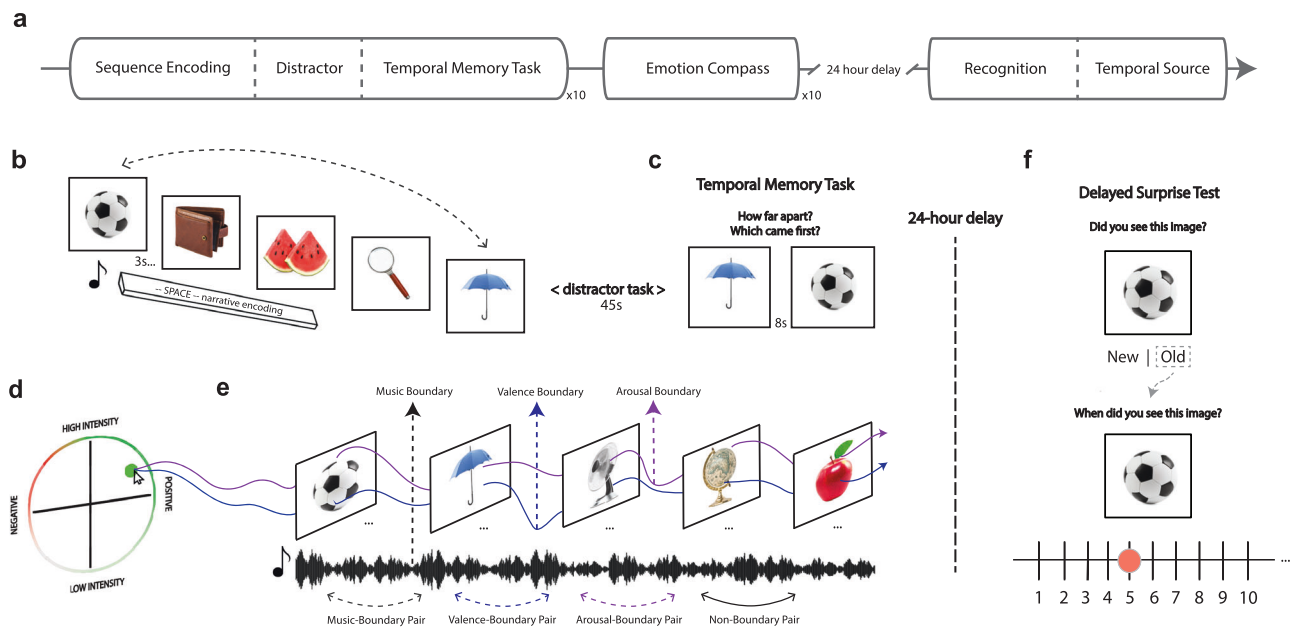 a
Sequence Encoding
Distractor
Temporal Memory Task
x10
Emotion Compass
x10
24 hour delay
Recognition
Temporal Source
b
3s...
-- SPACE -- narrative encoding
< distractor task >
45s
c
Temporal Memory Task
How far apart?
Which came first?
8s
24-hour delay
f
Delayed Surprise Test
Did you see this image?
New | Old
When did you see this image?
1 2 3 4 5 6 7 8 9 10
...
d
HIGH INTENSITY
NEGATIVE
POSITIVE
LOW INTENSITY
e
Music Boundary
Valence Boundary
Arousal Boundary
...
...
...
...
...
Music-Boundary Pair
Valence-Boundary Pair
Arousal-Boundary Pair
Non-Boundary Pair